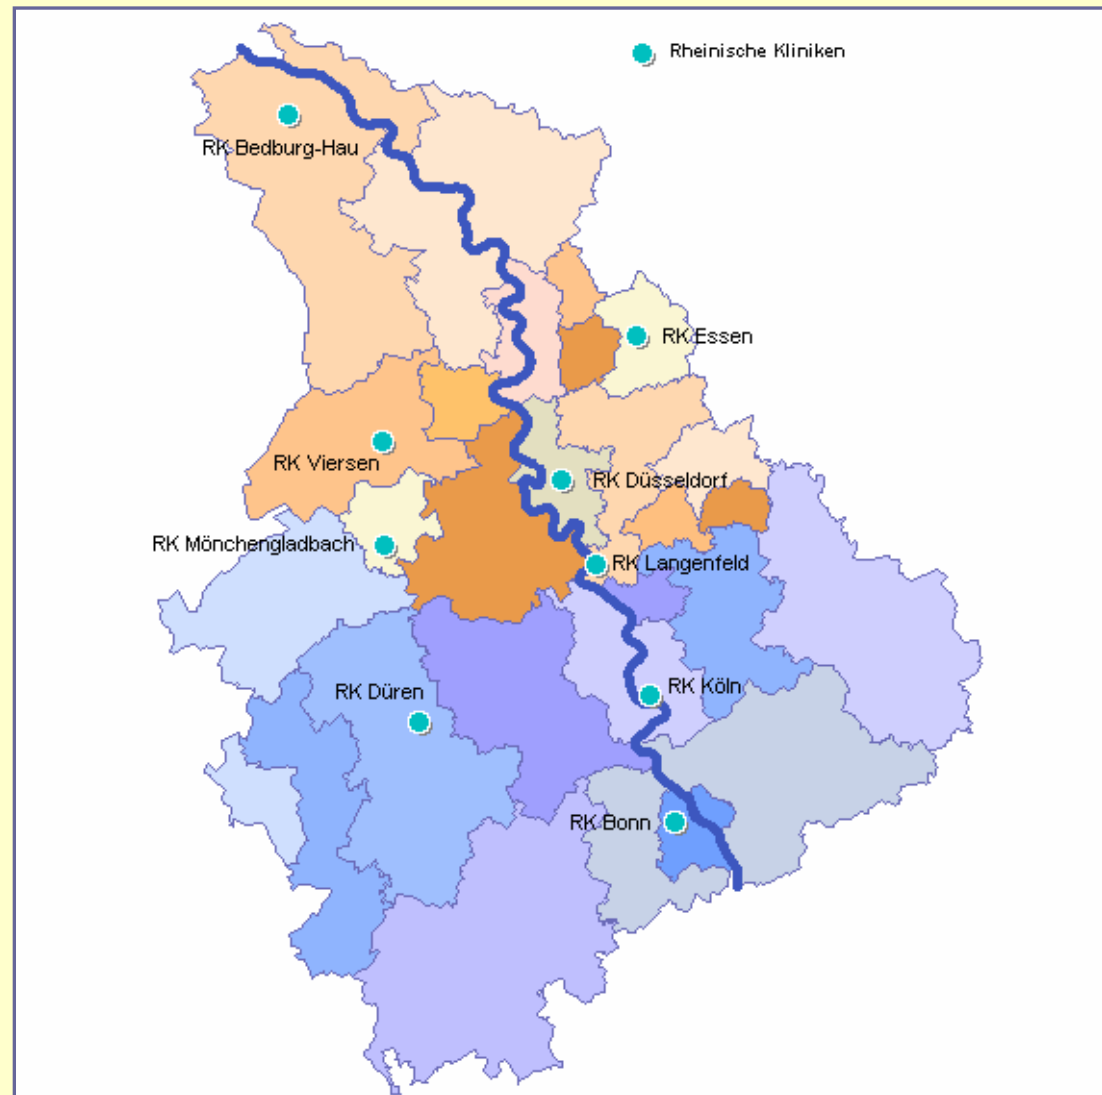 Rheinische Kliniken
RK Bedburg-Hau
RK Essen
RK Viersen
RK Düsseldorf
RK Mönchengladbach
RK Langenfeld
RK Düren
RK Köln
RK Bonn